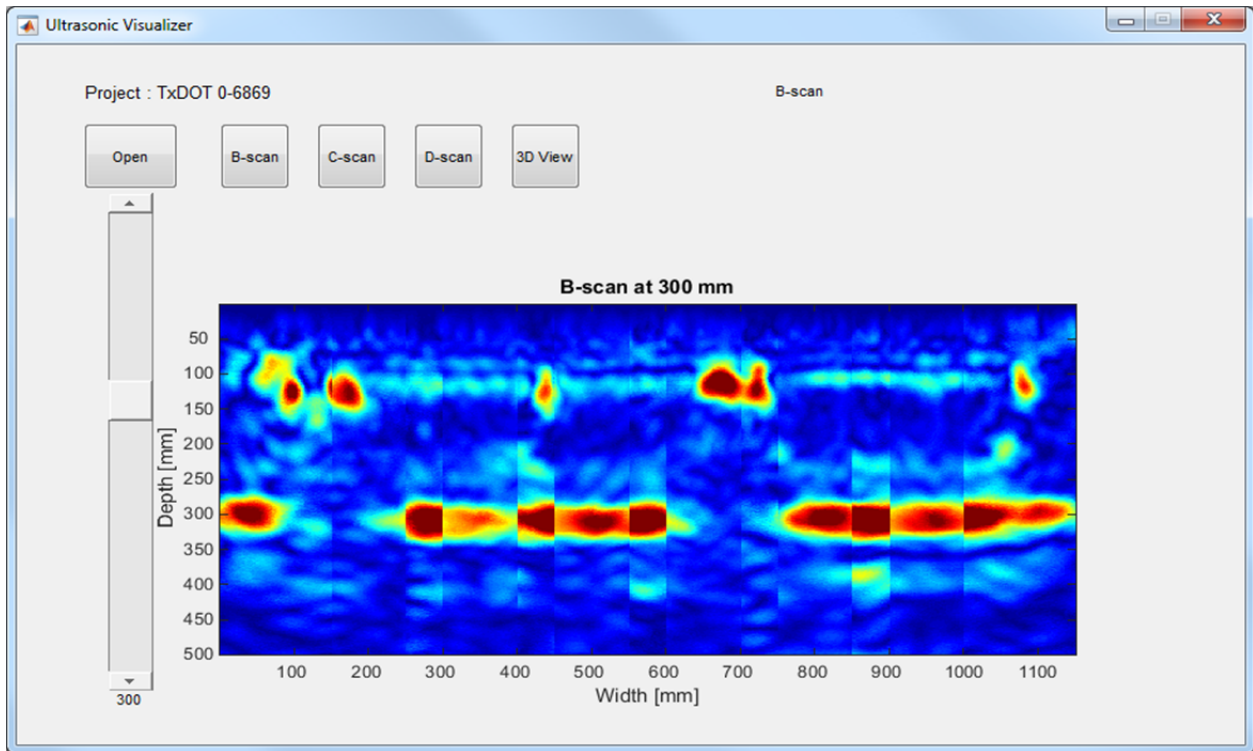 Ultrasonic Visualizer
Project : TxDOT 0-6869
B-scan
Open
B-scan
C-scan
D-scan
3D View
B-scan at 300 mm
50
100
150
200
250
300
350
400
450
500
Depth [mm]
100 200 300 400 500 600 700 800 900 1000 1100
Width [mm]
300